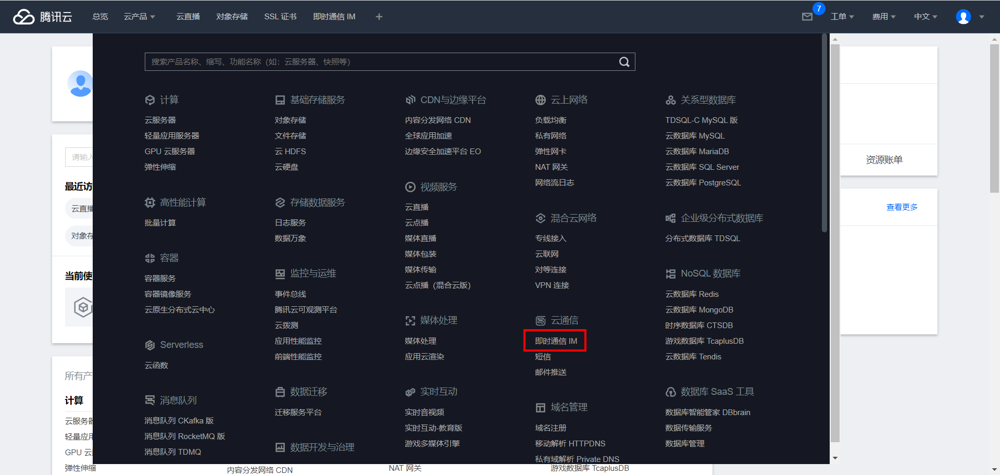 腾讯云
总览
云产品
云直播
对象存储
SSL 证书
即时通信 IM
+
7
工单
费用
中文
搜索产品名称、缩写、功能名称（如：云服务器、快照等）
计算
云服务器
轻量应用服务器
GPU 云服务器
弹性伸缩
高性能计算
批量计算
容器
容器服务
容器镜像服务
云原生分布式云中心
Serverless
云函数
消息队列
消息队列 CKafka 版
消息队列 RocketMQ 版
消息队列 TDMQ
基础存储服务
对象存储
文件存储
云 HDFS
云硬盘
存储数据服务
日志服务
数据万象
监控与运维
事件总线
腾讯云可观测平台
云拨测
应用性能监控
前端性能监控
数据迁移
迁移服务平台
数据开发与治理
CDN与边缘平台
内容分发网络 CDN
全球应用加速
边缘安全加速平台 EO
视频服务
云直播
云点播
媒体直播
媒体包装
媒体传输
云点播（混合云版）
媒体处理
媒体处理
应用云渲染
实时互动
实时音视频
实时互动-教育版
游戏多媒体引擎
云上网络
负载均衡
私有网络
弹性网卡
NAT 网关
网络流日志
混合云网络
专线接入
云联网
对等连接
VPN 连接
云通信
即时通信 IM
短信
邮件推送
域名管理
域名注册
移动解析 HTTPDNS
私有域解析 Private DNS
关系型数据库
TDSQL-C MySQL 版
云数据库 MySQL
云数据库 MariaDB
云数据库 SQL Server
云数据库 PostgreSQL
企业级分布式数据库
分布式数据库 TDSQL
NoSQL 数据库
云数据库 Redis
云数据库 MongoDB
时序数据库 CTSDB
游戏数据库 TcaplusDB
云数据库 Tendis
数据库 SaaS 工具
数据库智能管家 DBbrain
数据传输服务
数据库管理
请输入
最近访
云直播
对象存
当前使
所有产
计算
云服务器
轻量应用
GPU 云
弹性伸缩
内容分发网络 CDN
NAT 网关
游戏数据库 TcaplusDB
资源账单
查看更多